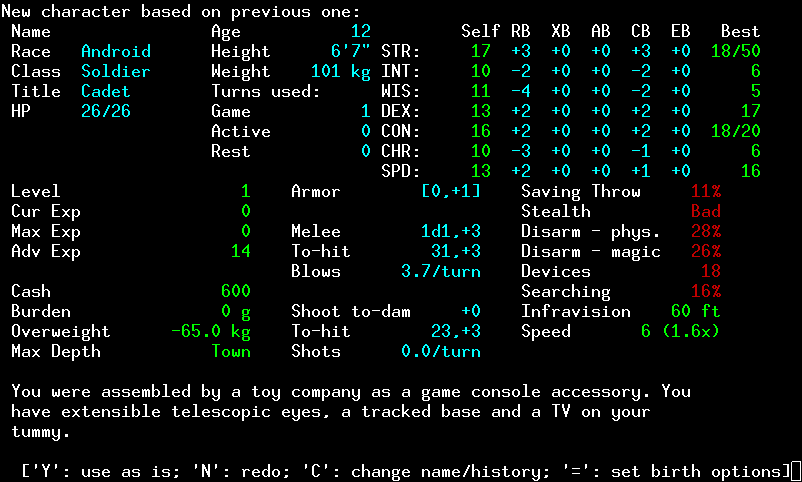 New character based on previous one:
Name Age 12 Self RB XB AB CB EB Best
Race Android Height 6'7" STR: 17 +3 +0 +0 +3 +0 18/50
Class Soldier Weight 101 kg INT: 10 -2 +0 +0 -2 +0 6
Title Cadet Turns used: WIS: 11 -4 +0 +0 -2 +0 5
HP 26/26 Game 1 DEX: 13 +2 +0 +0 +2 +0 17
Active 0 CON: 16 +2 +0 +0 +2 +0 18/20
Rest 0 CHR: 10 -3 +0 +0 -1 +0 6
SPD: 13 +2 +0 +0 +1 +0 16
Level 1 Armor [0,+1] Saving Throw 11%
Cur Exp 0 Stealth Bad
Max Exp 0 Melee 1d1,+3 Disarm - phys. 28%
Adv Exp 14 To-hit 31,+3 Disarm - magic 26%
Blows 3.7/turn Devices 18
Cash 600 Searching 16%
Burden 0 g Shoot to-dam +0 Infravision 60 ft
Overweight -65.0 kg To-hit 23,+3 Speed 6 (1.6x)
Max Depth Town Shots 0.0/turn
You were assembled by a toy company as a game console accessory. You
have extensible telescopic eyes, a tracked base and a TV on your
tummy.
['Y': use as is; 'N': redo; 'C': change name/history; '=': set birth options]